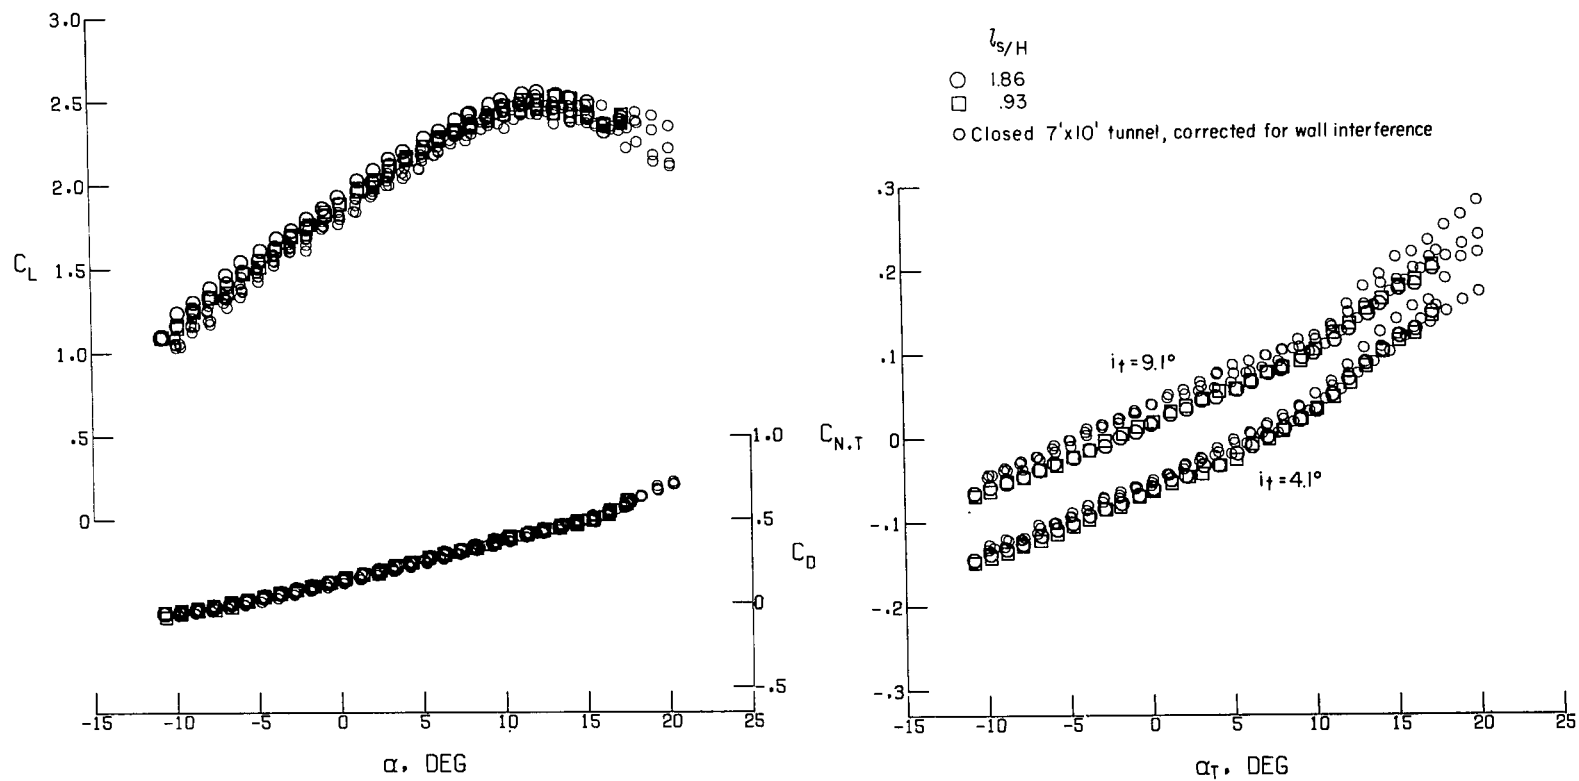 3.0
2.5
2.0
C_L 1.5
1.0
.5
0
1.0
.5
C_D
0
-.5
-15 -10 -5 0 5 10 15 20 25
α, DEG
l_s/H
1.86
.93
Closed 7'x10' tunnel, corrected for wall interference
.3
.2
.1
i_t=9.1°
C_N,T 0
i_t=4.1°
-.1
-.2
-.3
-15 -10 -5 0 5 10 15 20 25
α_T, DEG